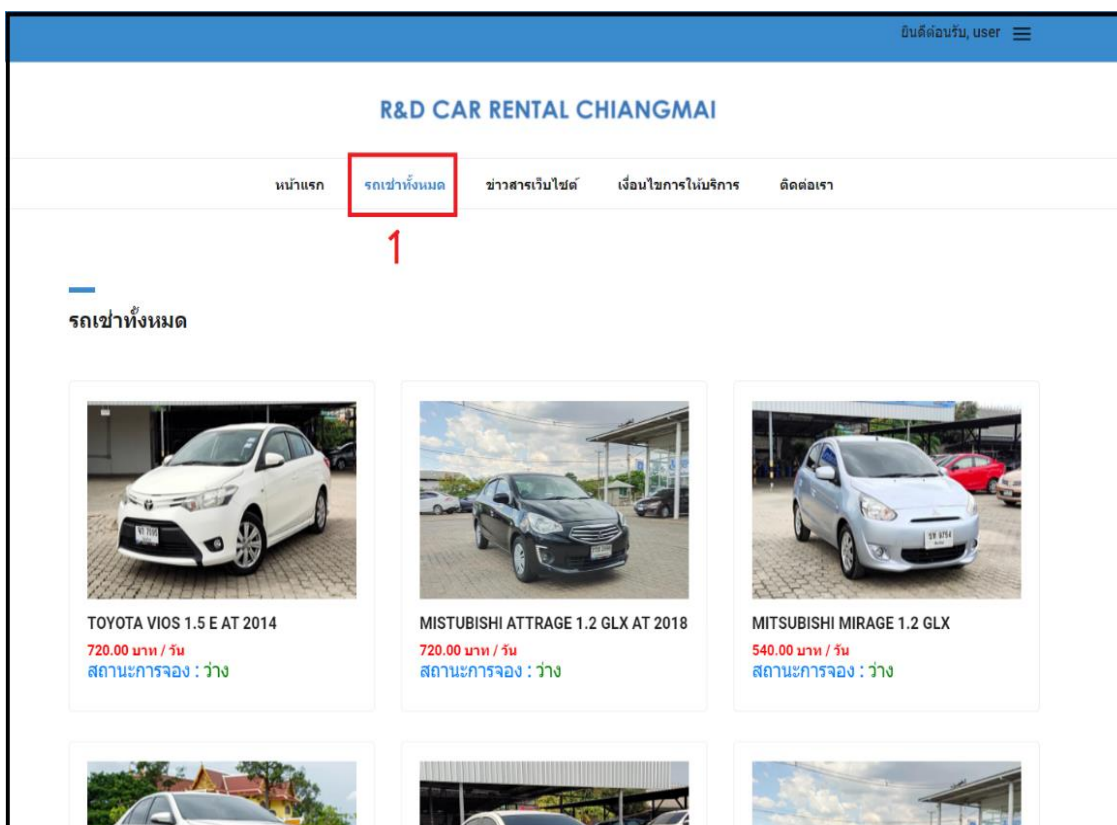 ยินดีต่อนรับ, user
R&D CAR RENTAL CHIANGMAI
หน้าแรก รถเช่าทั้งหมด ข่าวสารเว็บไซต์ เงื่อนไขการให้บริการ ติดต่อเรา
1
รถเช่าทั้งหมด
TOYOTA VIOS 1.5 E AT 2014 MISTUBISHI ATTRAGE 1.2 GLX AT 2018 MITSUBISHI MIRAGE 1.2 GLX
720.00 บาท / วัน 720.00 บาท / วัน 540.00 บาท / วัน
สถานะการจอง : ว่าง สถานะการจอง : ว่าง สถานะการจอง : ว่าง